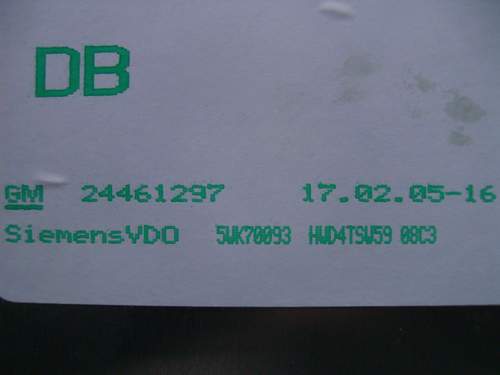 DB
GM 24461297 17.02.05-16
SiemensVDO 5WK70093 HWD4TSW59 08C3